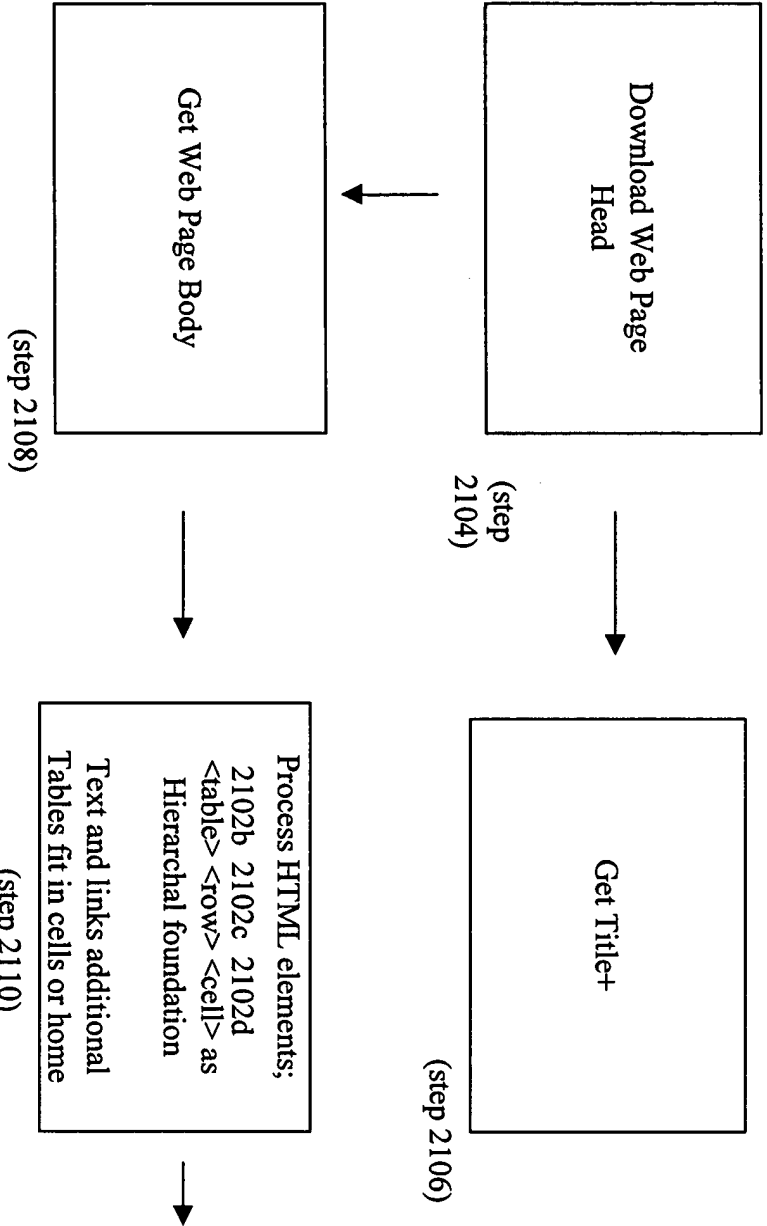 Download Web Page
Head
(step
2104)
Get Title+
(step 2106)
Get Web Page Body
(step 2108)
Process HTML elements;
2102b 2102c 2102d
<table> <row> <cell> as
Hierarchal foundation
Text and links additional
Tables fit in cells or home
(step 2110)